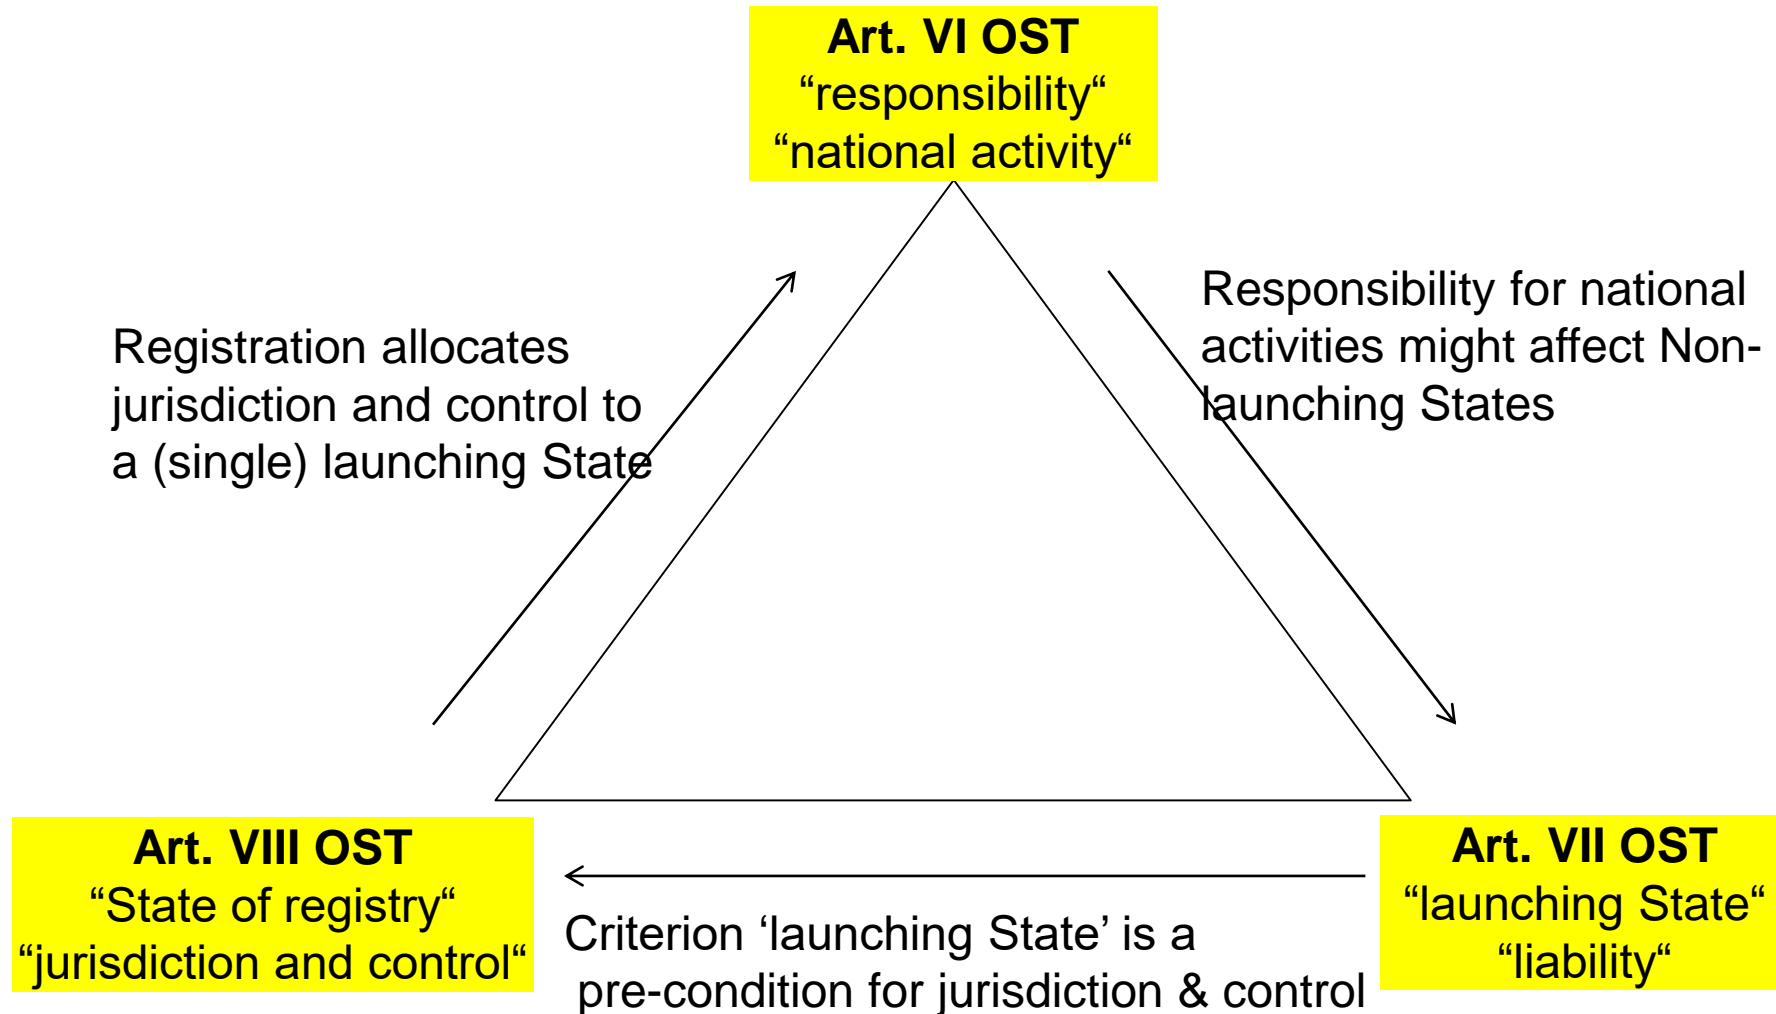 Art. VI OST
“responsibility“
“national activity“
Registration allocates
jurisdiction and control to
a (single) launching State
Responsibility for national
activities might affect Non-
launching States
Art. VIII OST
“State of registry“
“jurisdiction and control“
Criterion ‘launching State’ is a
pre-condition for jurisdiction & control
Art. VII OST
“launching State“
“liability“